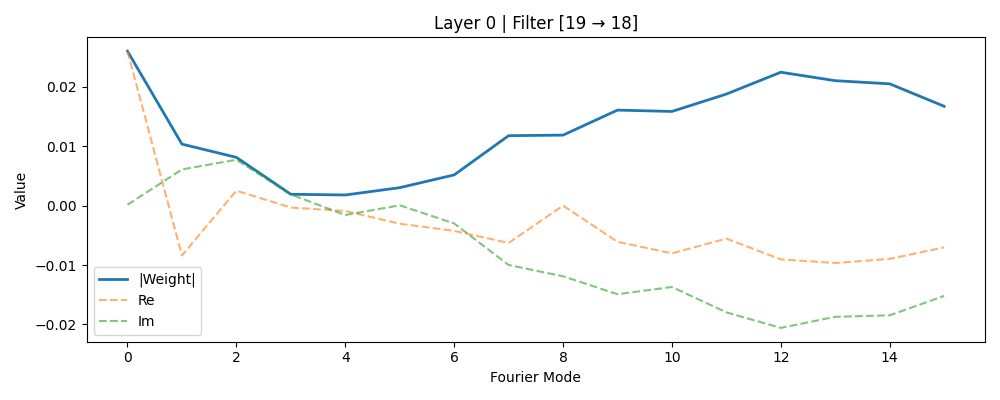 Layer 0 | Filter [19 → 18]
Value
0.02
0.01
0.00
−0.01
−0.02
|Weight|
Re
Im
0 2 4 6 8 10 12 14
Fourier Mode